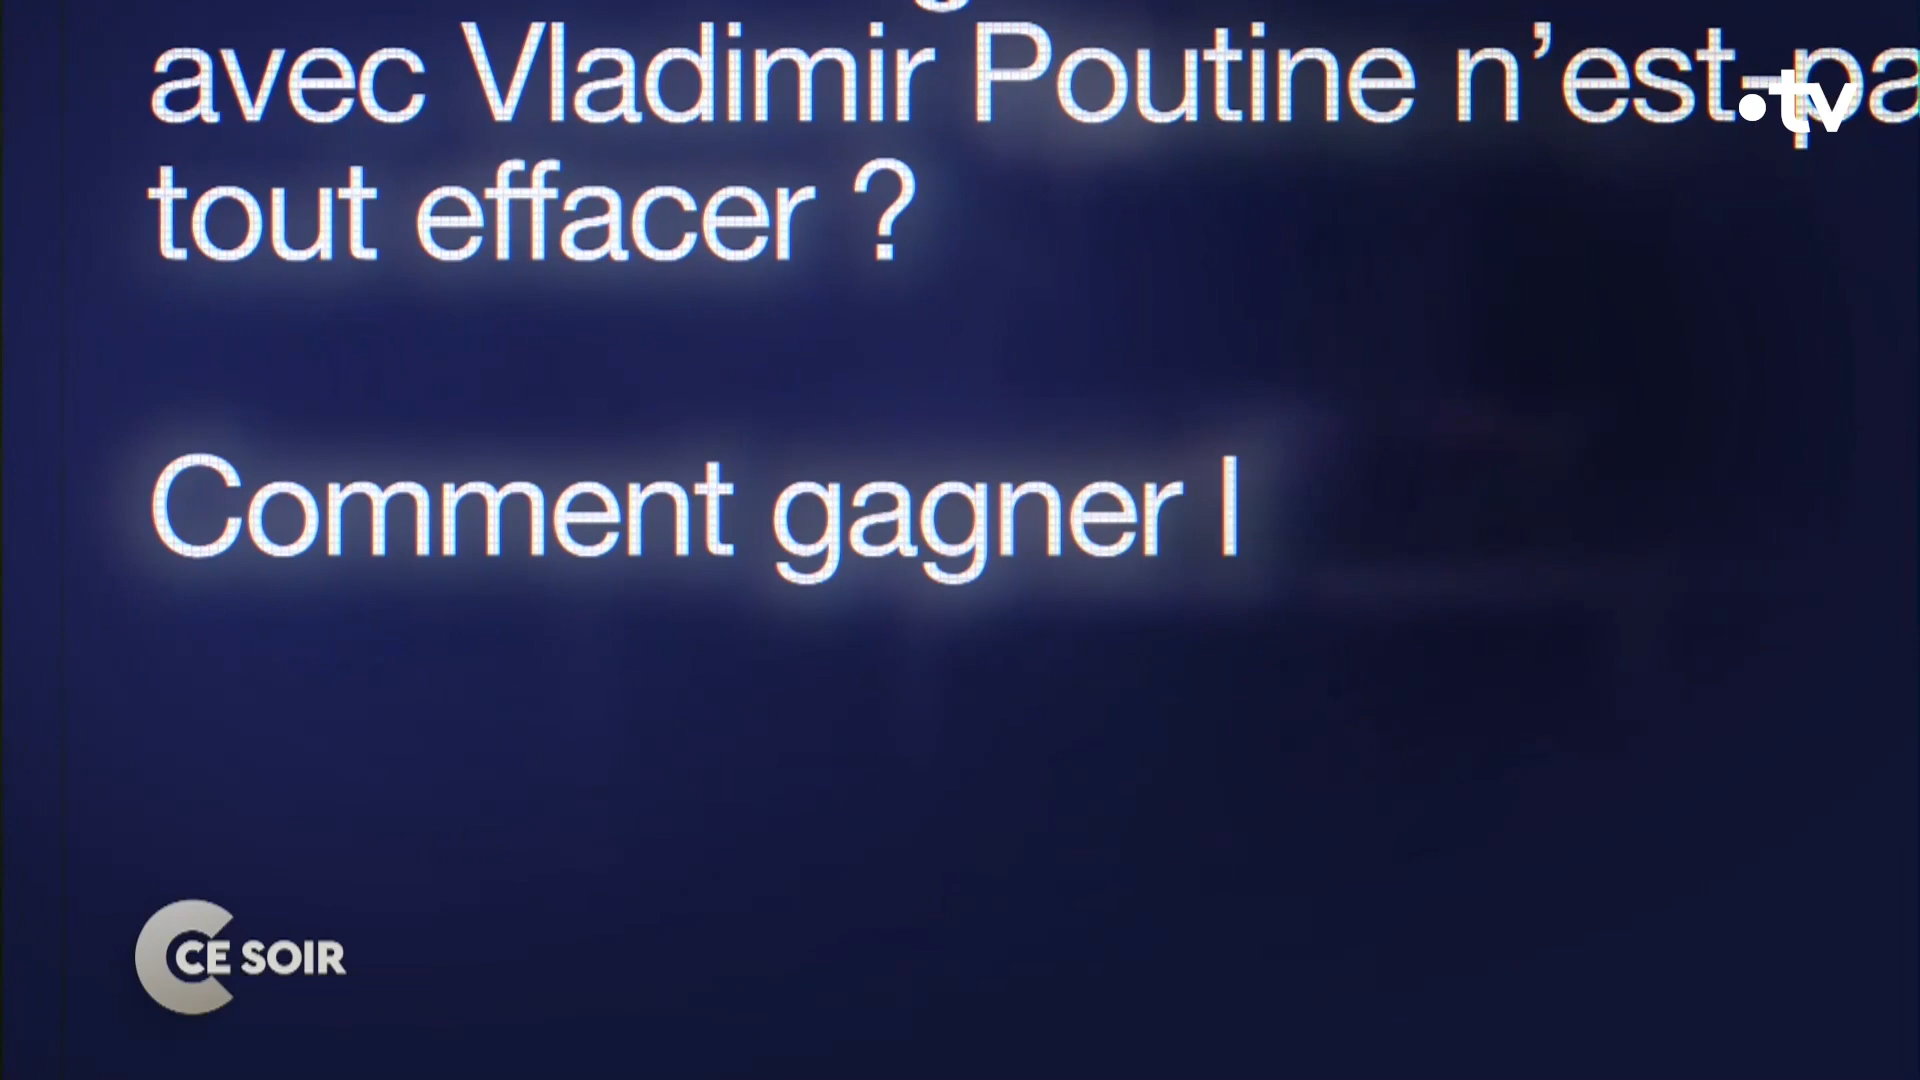 avec Vladimir Poutine n’est-pa
tout effacer ?
Comment gagner l
CE SOIR
.tv